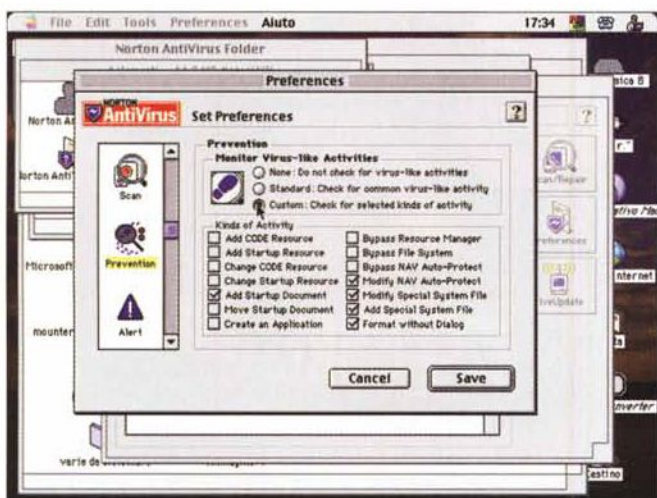 File Edit Tools Preferences Aiuto 17:34
Norton AntiVirus Folder
Preferences
NORTON
AntiVirus
Set Preferences
?
?
Scan
Prevention
Alert
Prevention
Monitor Virus-like Activities
None: Do not check for virus-like activities
Standard: Check for common virus-like activity
Custom: Check for selected kinds of activity
Kinds of Activity
Add CODE Resource
Add Startup Resource
Change CODE Resource
Change Startup Resource
Add Startup Document
Move Startup Document
Create an Application
Bypass Resource Manager
Bypass File System
Bypass NAV Auto-Protect
Modify NAV Auto-Protect
Modify Special System File
Add Special System File
Format without Dialog
Cancel
Save
Microsoft
mounter